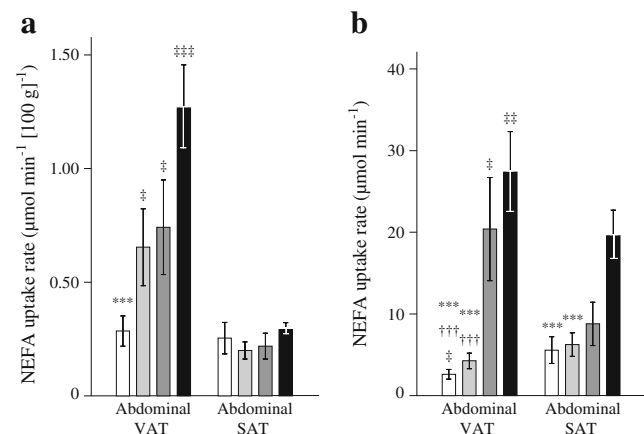 a
NEFA uptake rate (µmol min⁻¹ [100 g]⁻¹)
1.50
1.00
0.50
0
***
‡
‡
‡‡‡
Abdominal
VAT
Abdominal
SAT
b
NEFA uptake rate (µmol min⁻¹)
40
30
20
10
0
***
†††
‡
***
†††
‡
‡‡
***
***
Abdominal
VAT
Abdominal
SAT